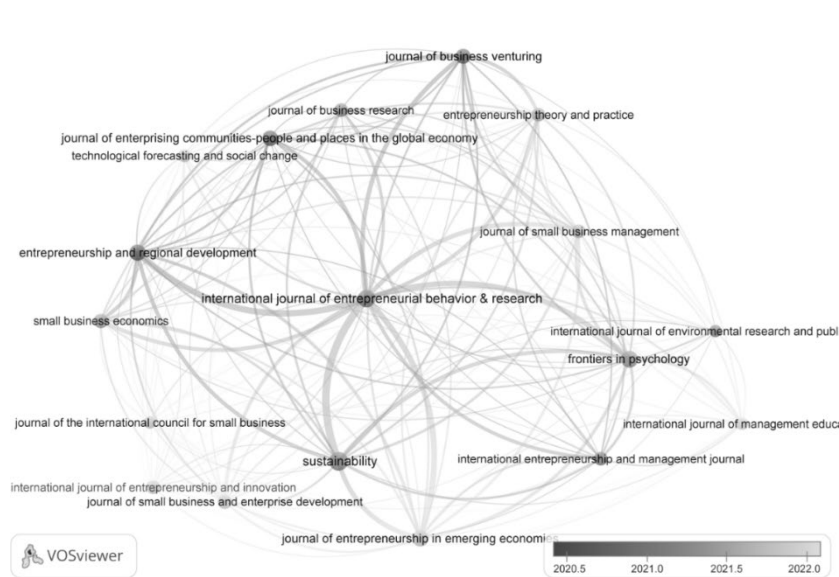 journal of business venturing
journal of business research
entrepreneurship theory and practice
journal of enterprising communities-people and places in the global economy
technological forecasting and social change
journal of small business management
entrepreneurship and regional development
international journal of entrepreneurial behavior & research
small business economics
international journal of environmental research and publ
frontiers in psychology
journal of the international council for small business
international journal of management educa
sustainability
international entrepreneurship and management journal
international journal of entrepreneurship and innovation
journal of small business and enterprise development
journal of entrepreneurship in emerging economies
VOSviewer
2020.5 2021.0 2021.5 2022.0